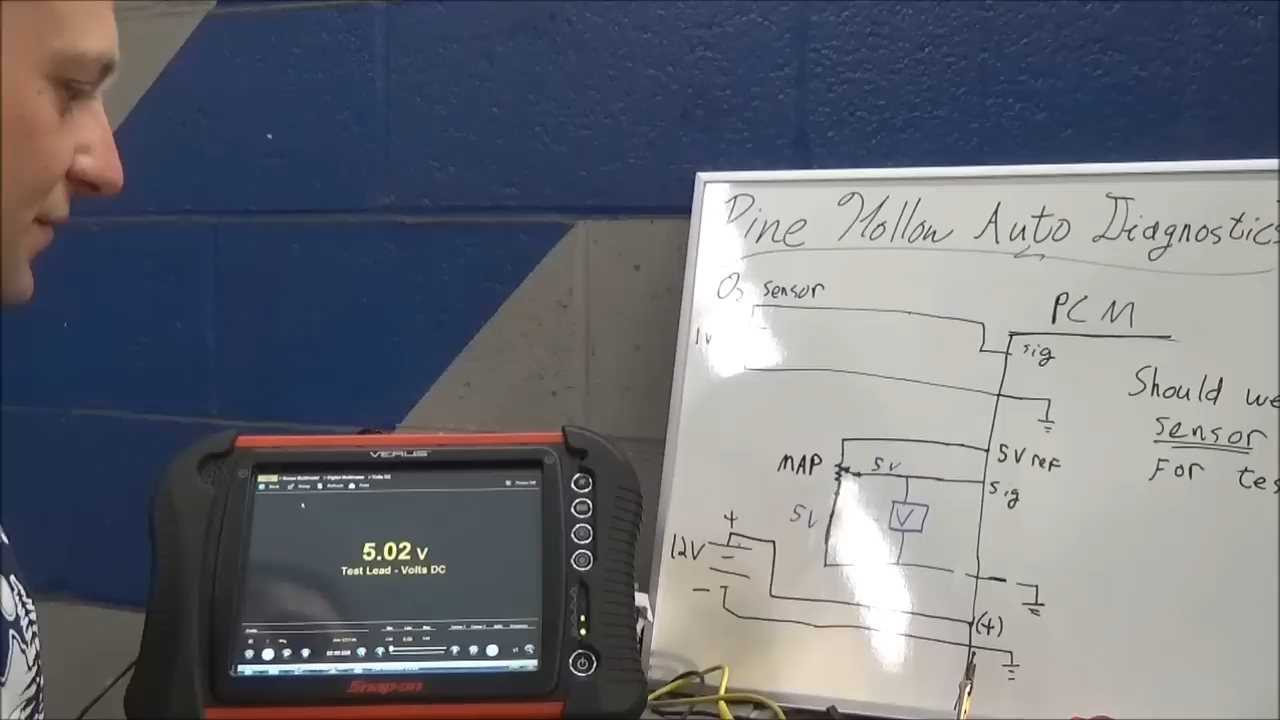 Pine Hollow Auto Diagnostics
O2 sensor
PCM
1v
sig
Should we
sensor
For tes
5V ref
MAP
5v
sig
5v
V
+
12V
-
(+)
VERUS
5.02 V
Test Lead - Volts DC
Snap-on